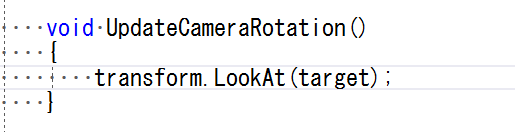 void UpdateCameraRotation()
{
transform.LookAt(target);
}